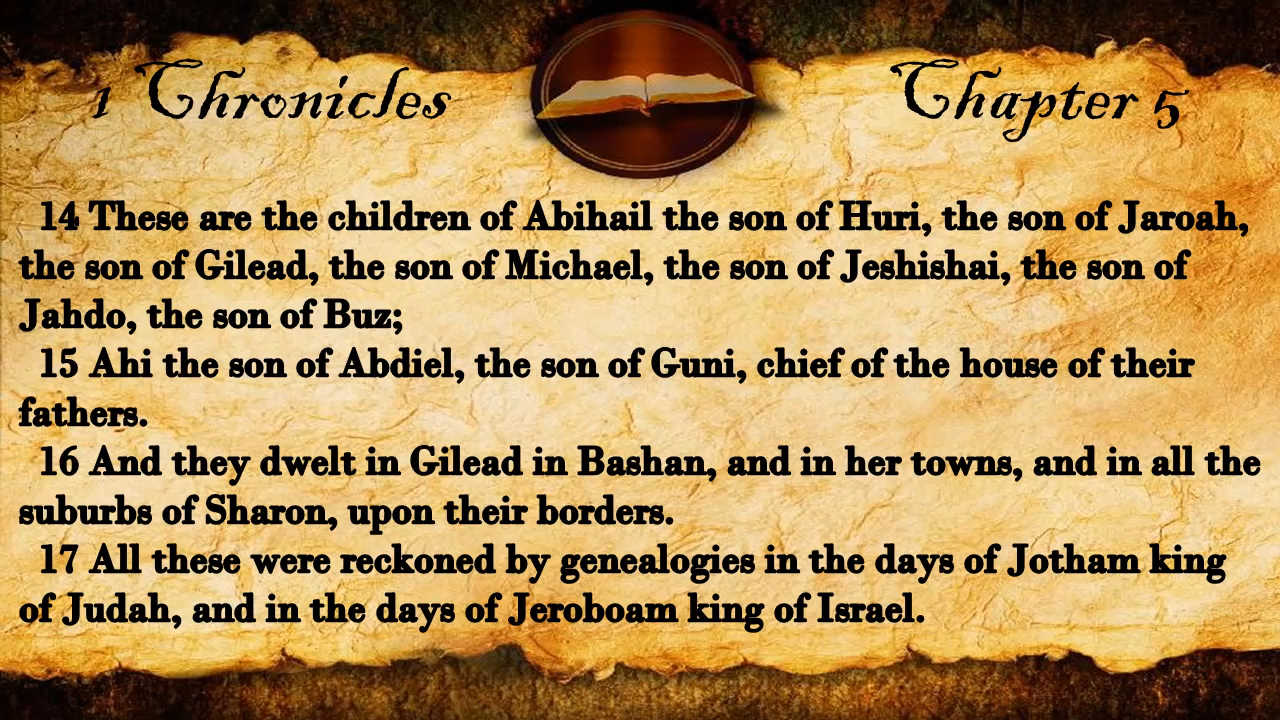 1 Chronicles Chapter 5
14 These are the children of Abihail the son of Huri, the son of Jaroah,
the son of Gilead, the son of Michael, the son of Jeshishai, the son of
Jahdo, the son of Buz;
15 Ahi the son of Abdiel, the son of Guni, chief of the house of their
fathers.
16 And they dwelt in Gilead in Bashan, and in her towns, and in all the
suburbs of Sharon, upon their borders.
17 All these were reckoned by genealogies in the days of Jotham king
of Judah, and in the days of Jeroboam king of Israel.